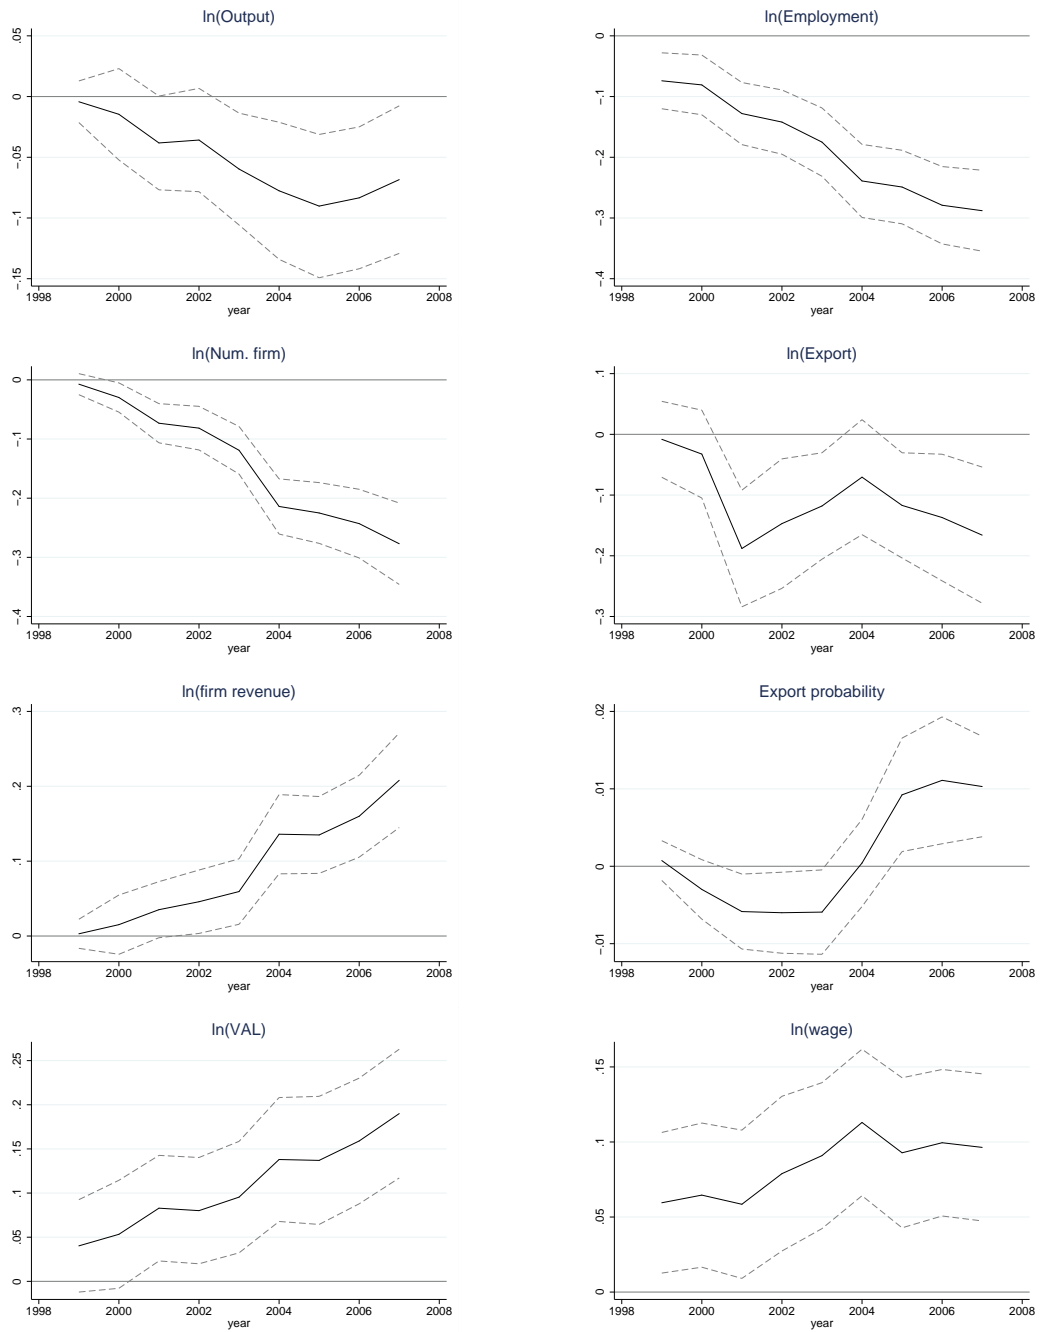 ln(Output)
.05
0
−.05
−.1
−.15
1998 2000 2002 2004 2006 2008
year
ln(Employment)
0
−.1
−.2
−.3
−.4
1998 2000 2002 2004 2006 2008
year
ln(Num. firm)
0
−.1
−.2
−.3
−.4
1998 2000 2002 2004 2006 2008
year
ln(Export)
.1
0
−.1
−.2
−.3
1998 2000 2002 2004 2006 2008
year
ln(firm revenue)
.3
.2
.1
0
1998 2000 2002 2004 2006 2008
year
Export probability
.02
.01
0
−.01
1998 2000 2002 2004 2006 2008
year
ln(VAL)
.25
.2
.15
.1
.05
0
1998 2000 2002 2004 2006 2008
year
ln(wage)
.15
.1
.05
0
1998 2000 2002 2004 2006 2008
year